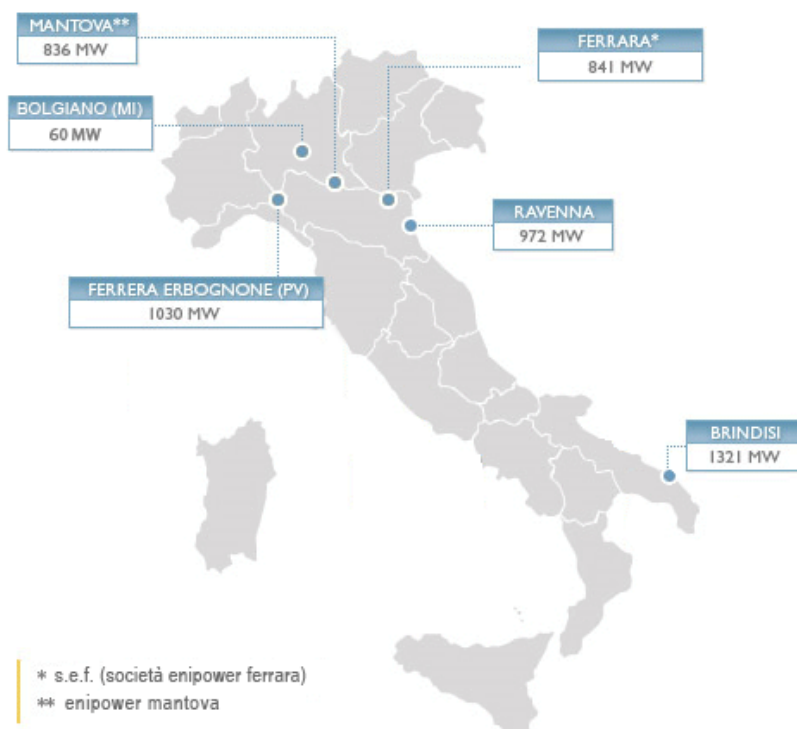 MANTOVA**
836 MW
FERRARA*
841 MW
BOLGIANO (MI)
60 MW
RAVENNA
972 MW
FERRERA ERBOGNONE (PV)
1030 MW
BRINDISI
1321 MW
* s.e.f. (società enipower ferrara)
** enipower mantova